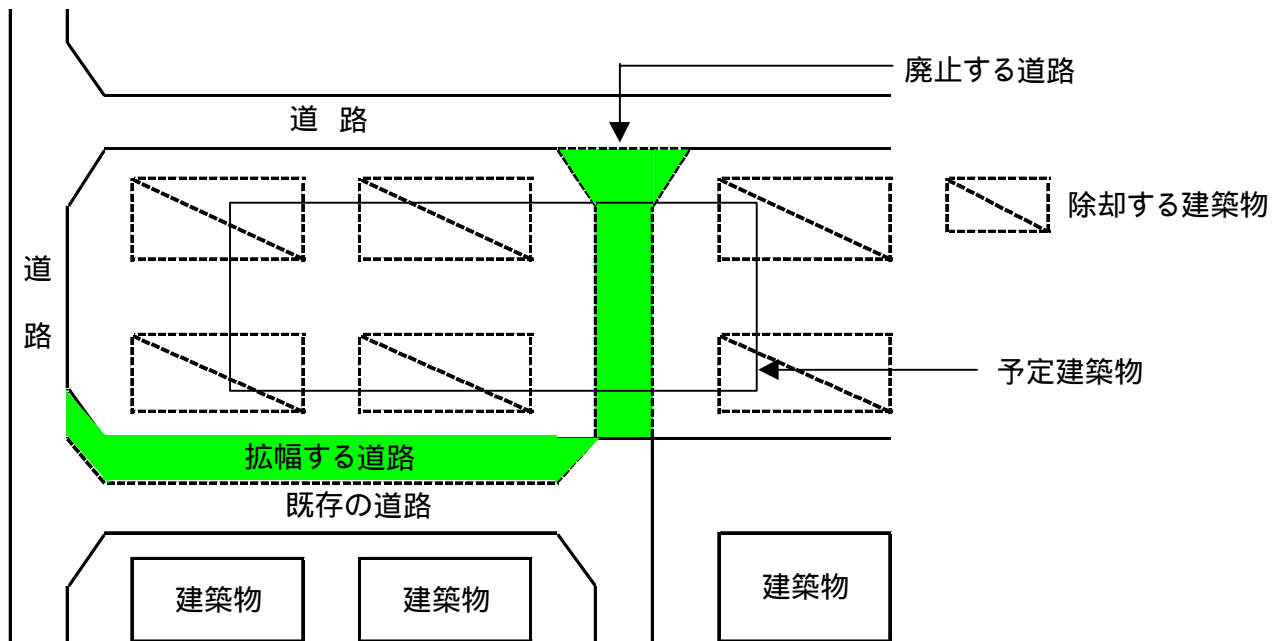 廃止する道路
道 路
除却する建築物
道
路
予定建築物
拡幅する道路
既存の道路
建築物
建築物
建築物